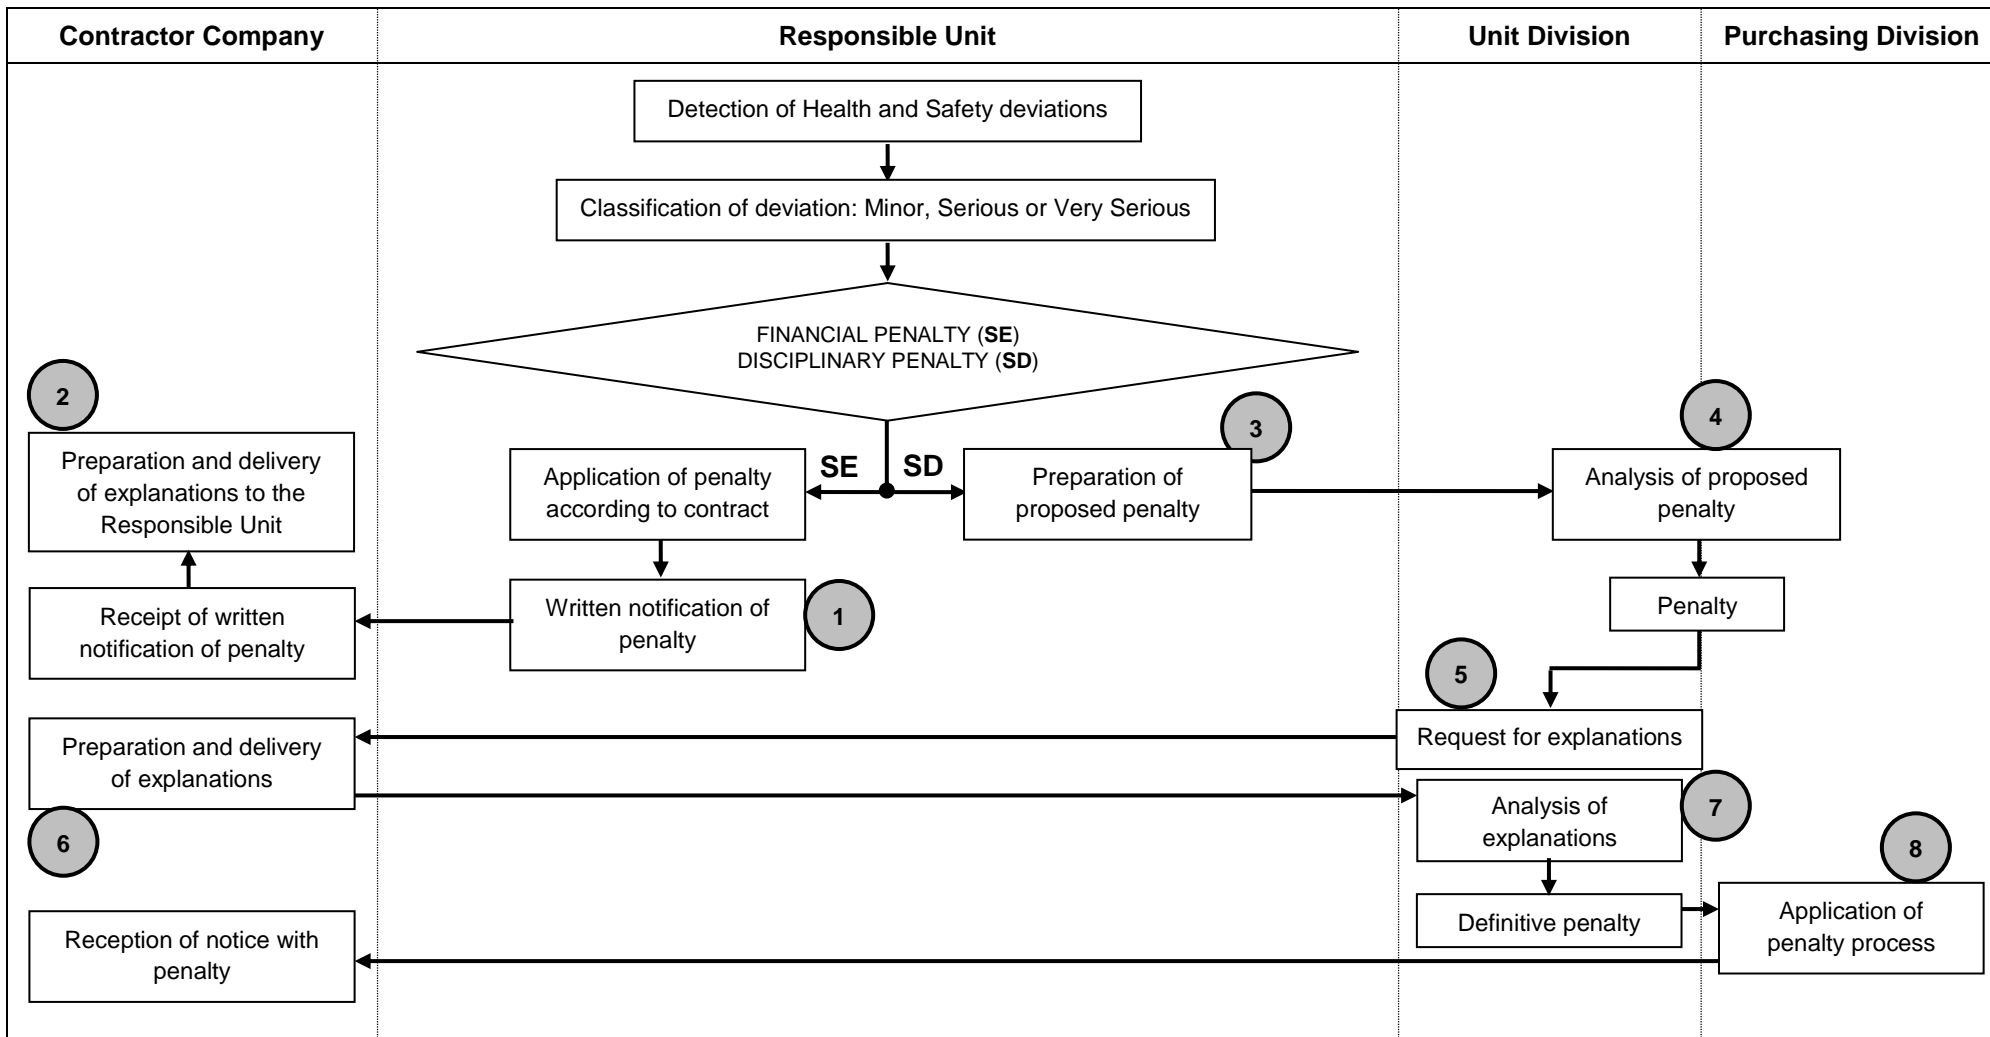 Contractor Company
Responsible Unit
Unit Division
Purchasing Division
Detection of Health and Safety deviations
Classification of deviation: Minor, Serious or Very Serious
FINANCIAL PENALTY (SE)
DISCIPLINARY PENALTY (SD)
2
3
4
Preparation and delivery
of explanations to the
Responsible Unit
Application of penalty
according to contract
SE
SD
Preparation of
proposed penalty
Analysis of proposed
penalty
Receipt of written
notification of penalty
Written notification of
penalty
1
Penalty
5
Preparation and delivery
of explanations
Request for explanations
6
Analysis of
explanations
7
8
Reception of notice with
penalty
Definitive penalty
Application of
penalty process